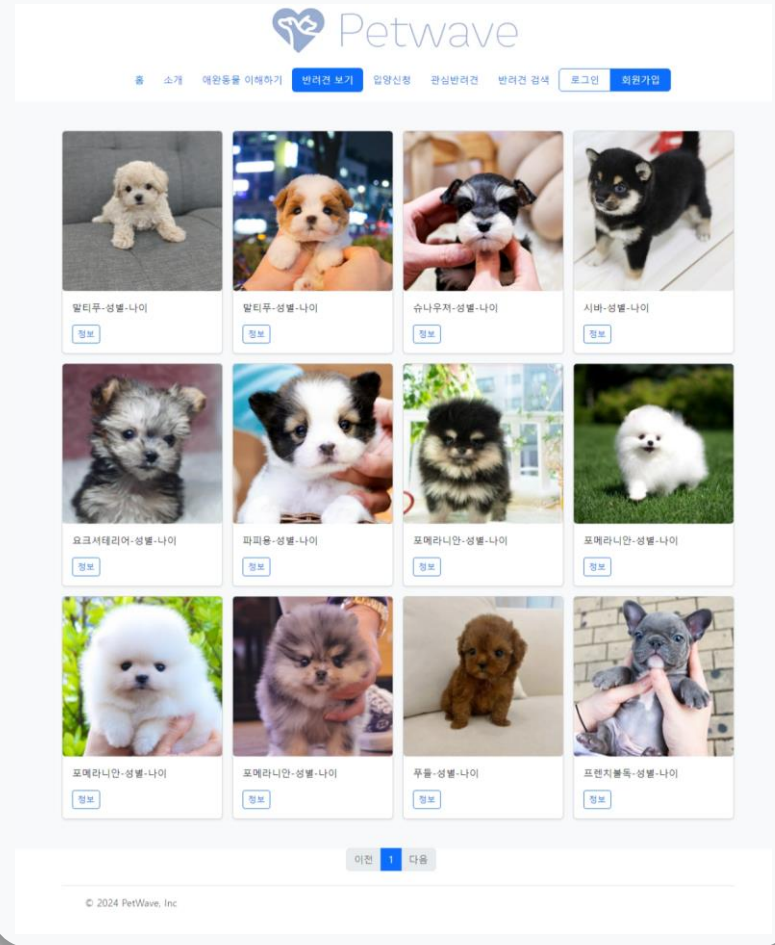 Petwave
홈 소개 애완동물 이해하기 반려견 보기 입양신청 관심반려견 반려견 검색 로그인 회원가입
말티푸-성별-나이 말티푸-성별-나이 슈나우져-성별-나이 시바-성별-나이
정보 정보 정보 정보
요크셔테리어-성별-나이 파피용-성별-나이 포메라니안-성별-나이 포메라니안-성별-나이
정보 정보 정보 정보
포메라니안-성별-나이 포메라니안-성별-나이 푸들-성별-나이 프렌치불독-성별-나이
정보 정보 정보 정보
이전 1 다음
© 2024 PetWave, Inc